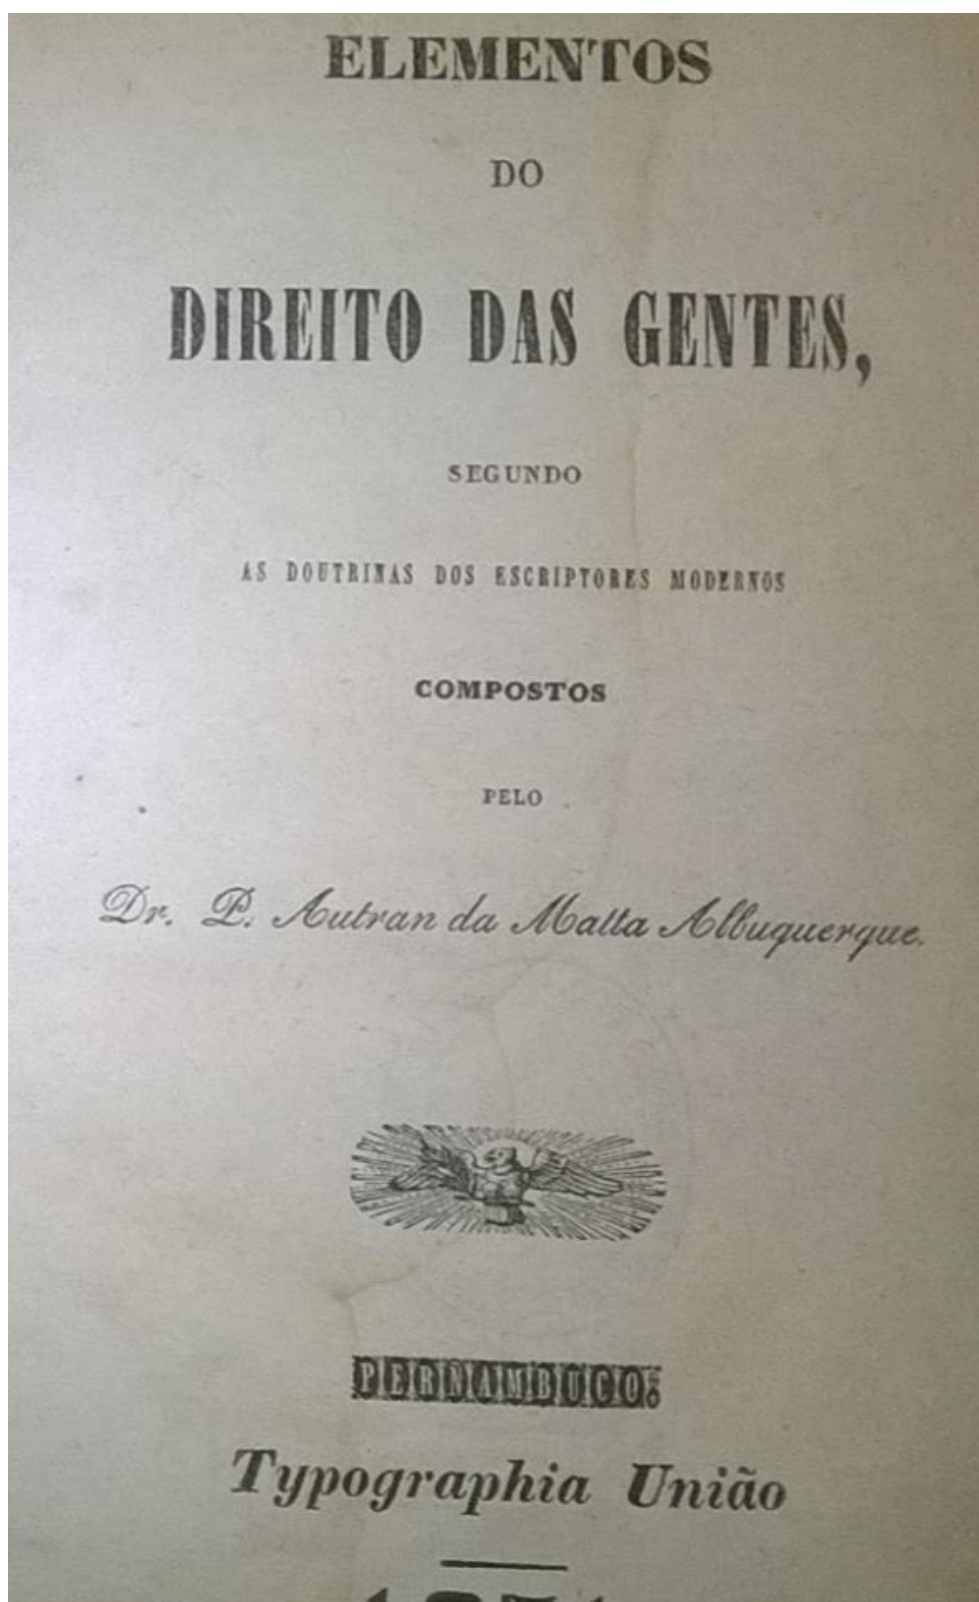 ELEMENTOS
DO
DIREITO DAS GENTES,
SEGUNDO
AS DOUTRINAS DOS ESCRIPTORES MODERNOS
COMPOSTOS
PELO
Dr. P. Autran da Matta Albuquerque.
PERNAMBUCO:
Typographia União